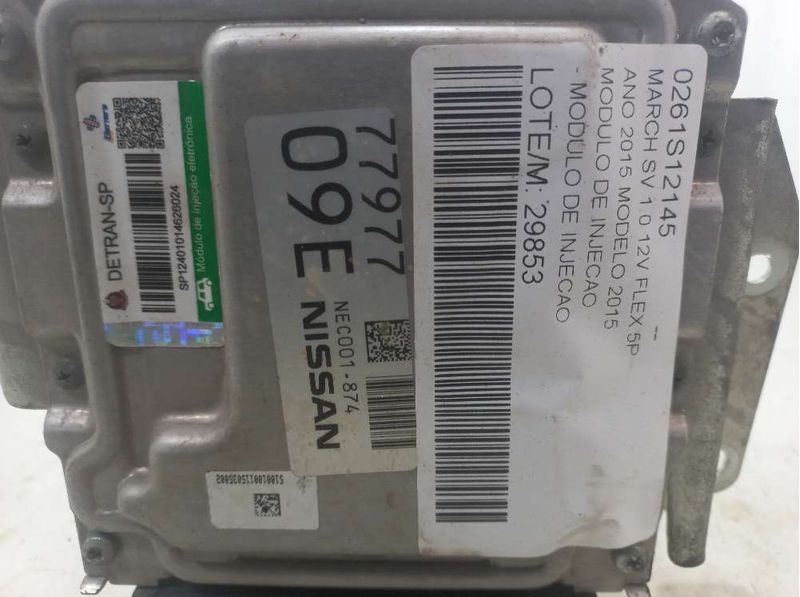 DETRAN-SP
SP12401014626024
Módulo de injeção eletrônica
77977
09E
NEC001-874
NISSAN
0261S12145
MARCH SV 1.0 12V FLEX 5P
--
ANO 2015 MODELO 2015
MODULO DE INJECAO
- MODULO DE INJECAO
LOTE/M: 29853